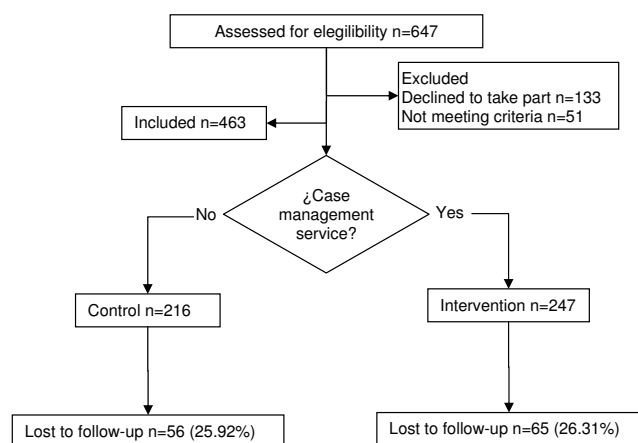 Assessed for elegilibility n=647
Excluded
Declined to take part n=133
Not meeting criteria n=51
Included n=463
¿Case
management
service?
No
Yes
Control n=216
Intervention n=247
Lost to follow-up n=56 (25.92%)
Lost to follow-up n=65 (26.31%)